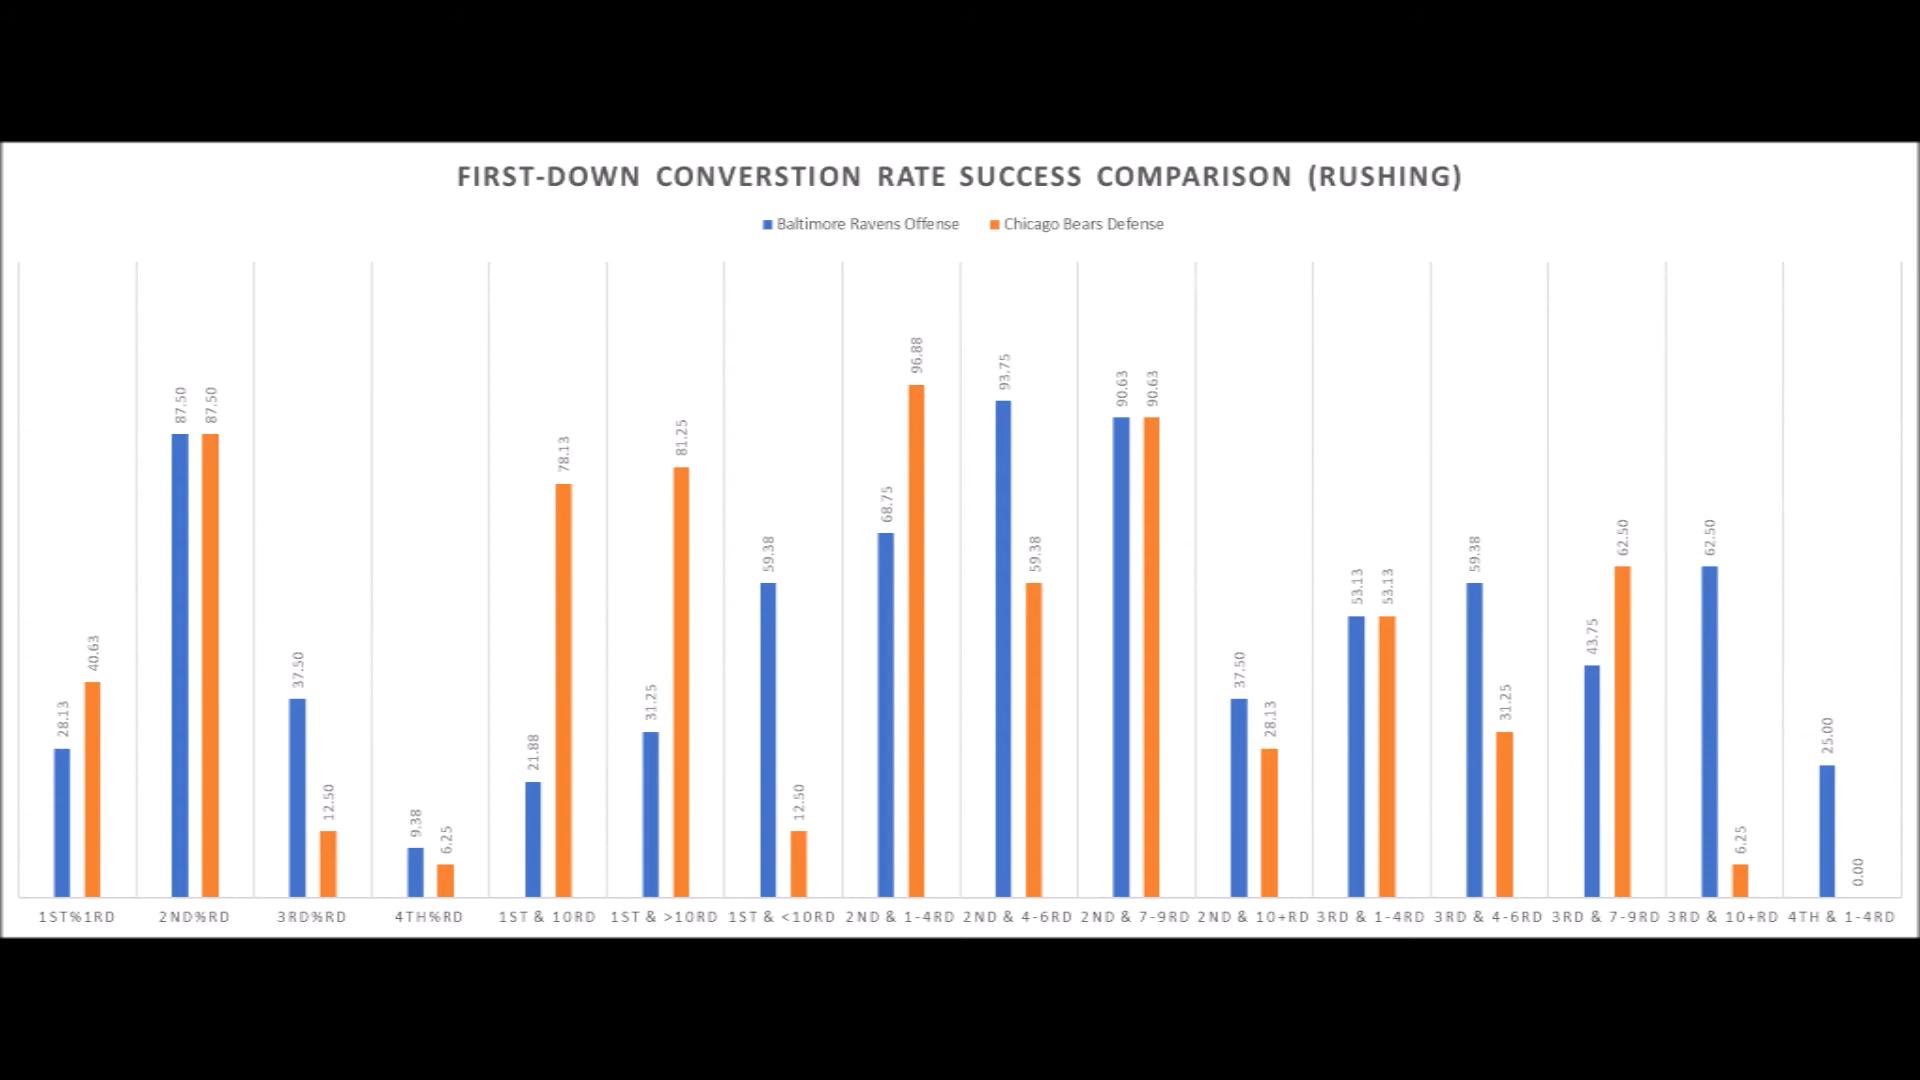 FIRST-DOWN CONVERSTION RATE SUCCESS COMPARISON (RUSHING)
Baltimore Ravens Offense Chicago Bears Defense
28.13 40.63 87.50 87.50 37.50 12.50 9.38 6.25 21.88 78.13 31.25 81.25 59.38 12.50 68.75 96.88 93.75 59.38 90.63 90.63 37.50 28.13 53.13 53.13 59.38 31.25 43.75 62.50 62.50 6.25 25.00 0.00
1ST%1RD 2ND%RD 3RD%RD 4TH%RD 1ST & 10RD 1ST & >10RD 1ST & <10RD 2ND & 1-4RD 2ND & 4-6RD 2ND & 7-9RD 2ND & 10+RD 3RD & 1-4RD 3RD & 4-6RD 3RD & 7-9RD 3RD & 10+RD 4TH & 1-4RD